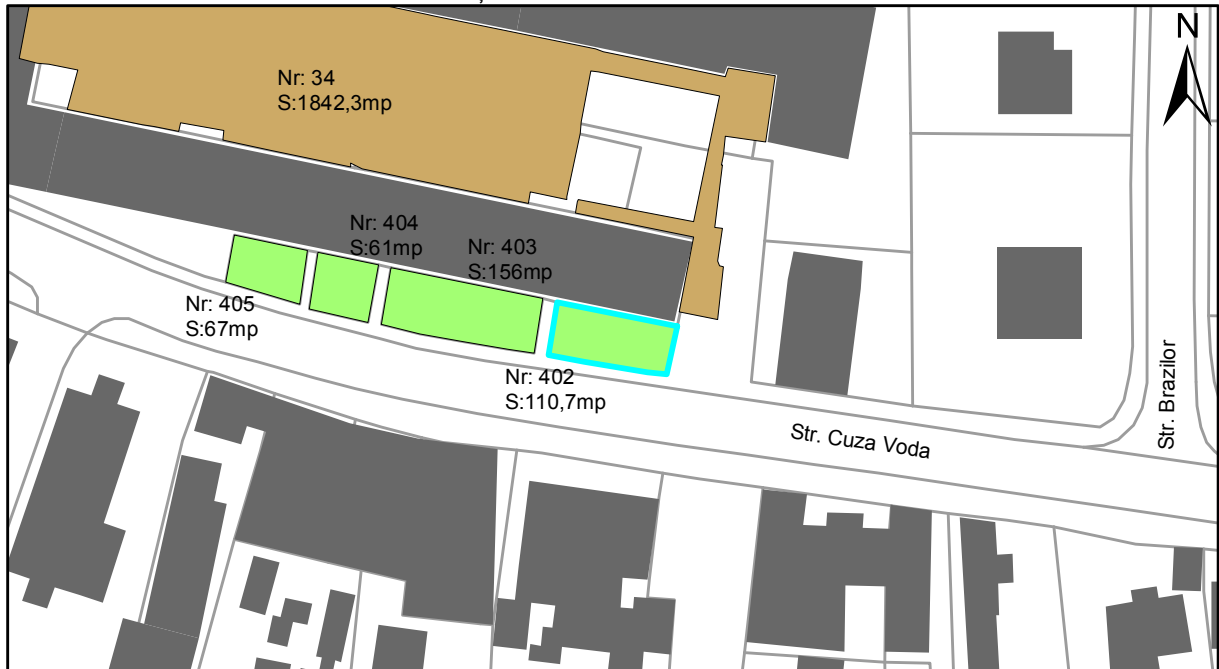 N
Nr: 34
S:1842,3mp
Nr: 404
S:61mp
Nr: 403
S:156mp
Nr: 405
S:67mp
Nr: 402
S:110,7mp
Str. Cuza Voda
Str. Brazilor